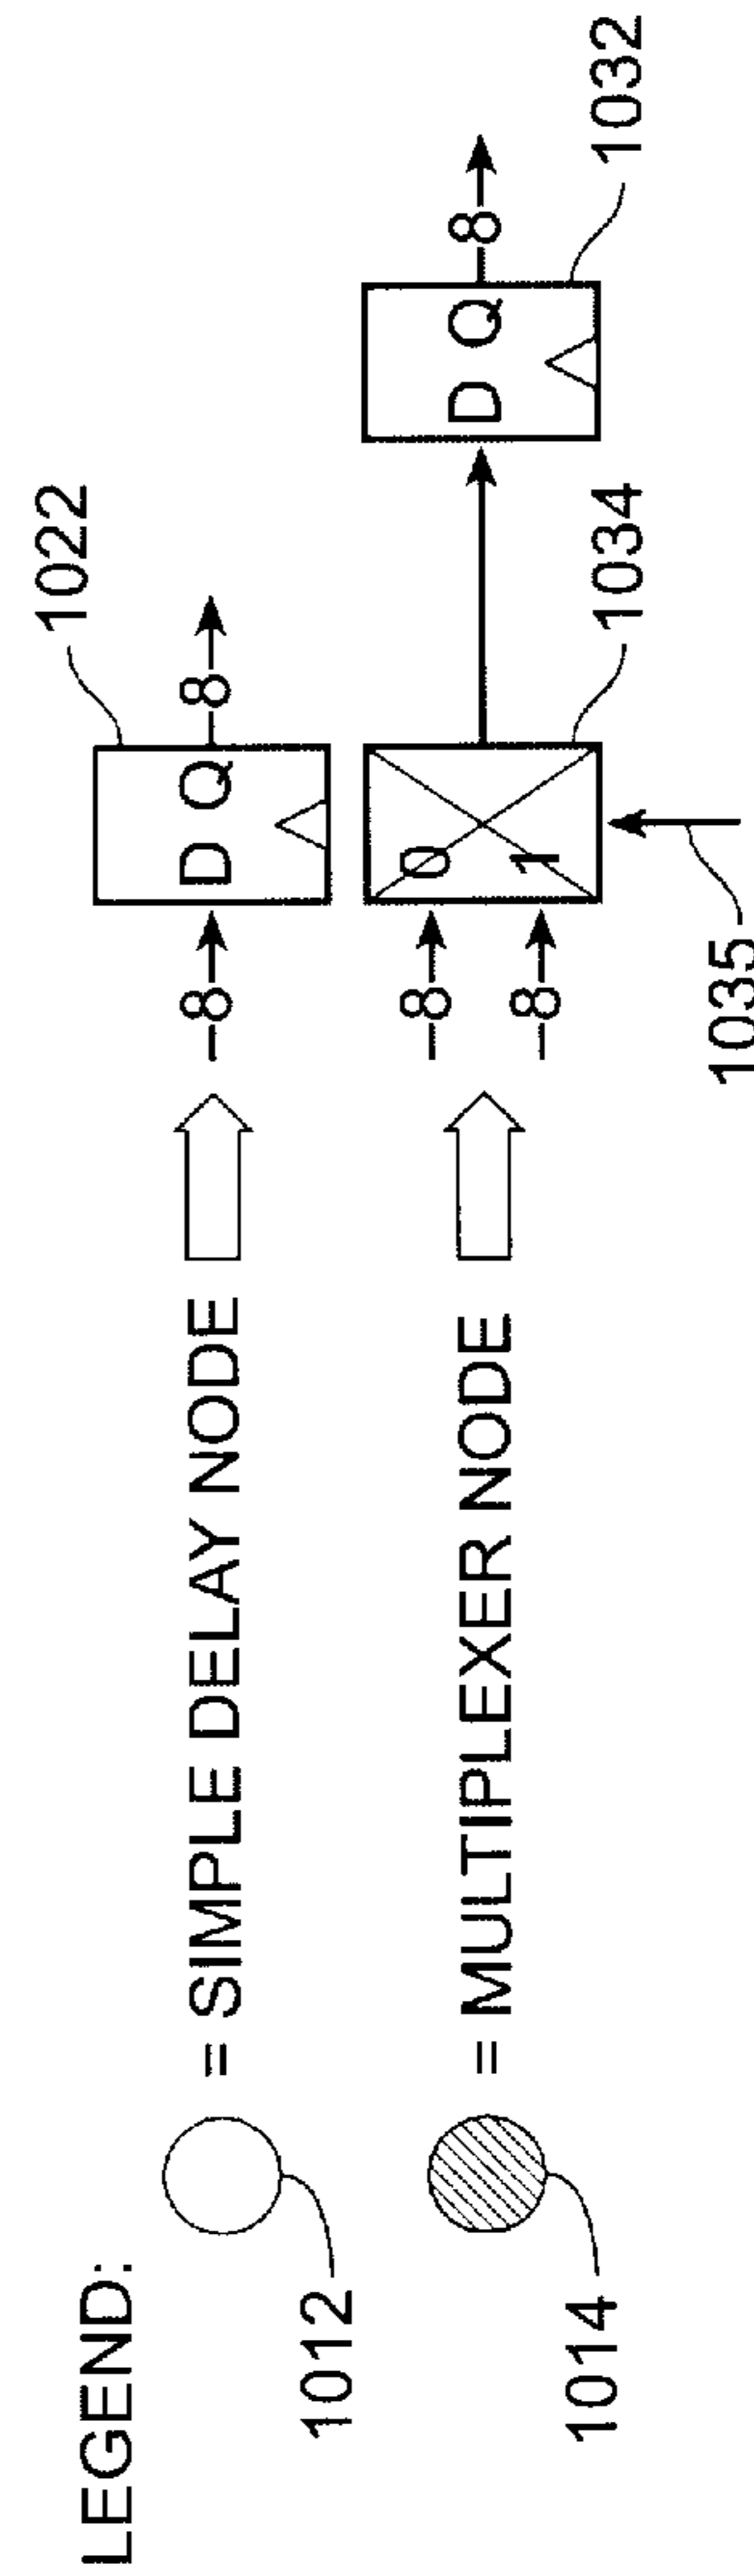 LEGEND:
1012
= SIMPLE DELAY NODE
8
D Q
8
1022
1014
= MULTIPLEXER NODE
8
8
0
1
1035
1034
D Q
8
1032